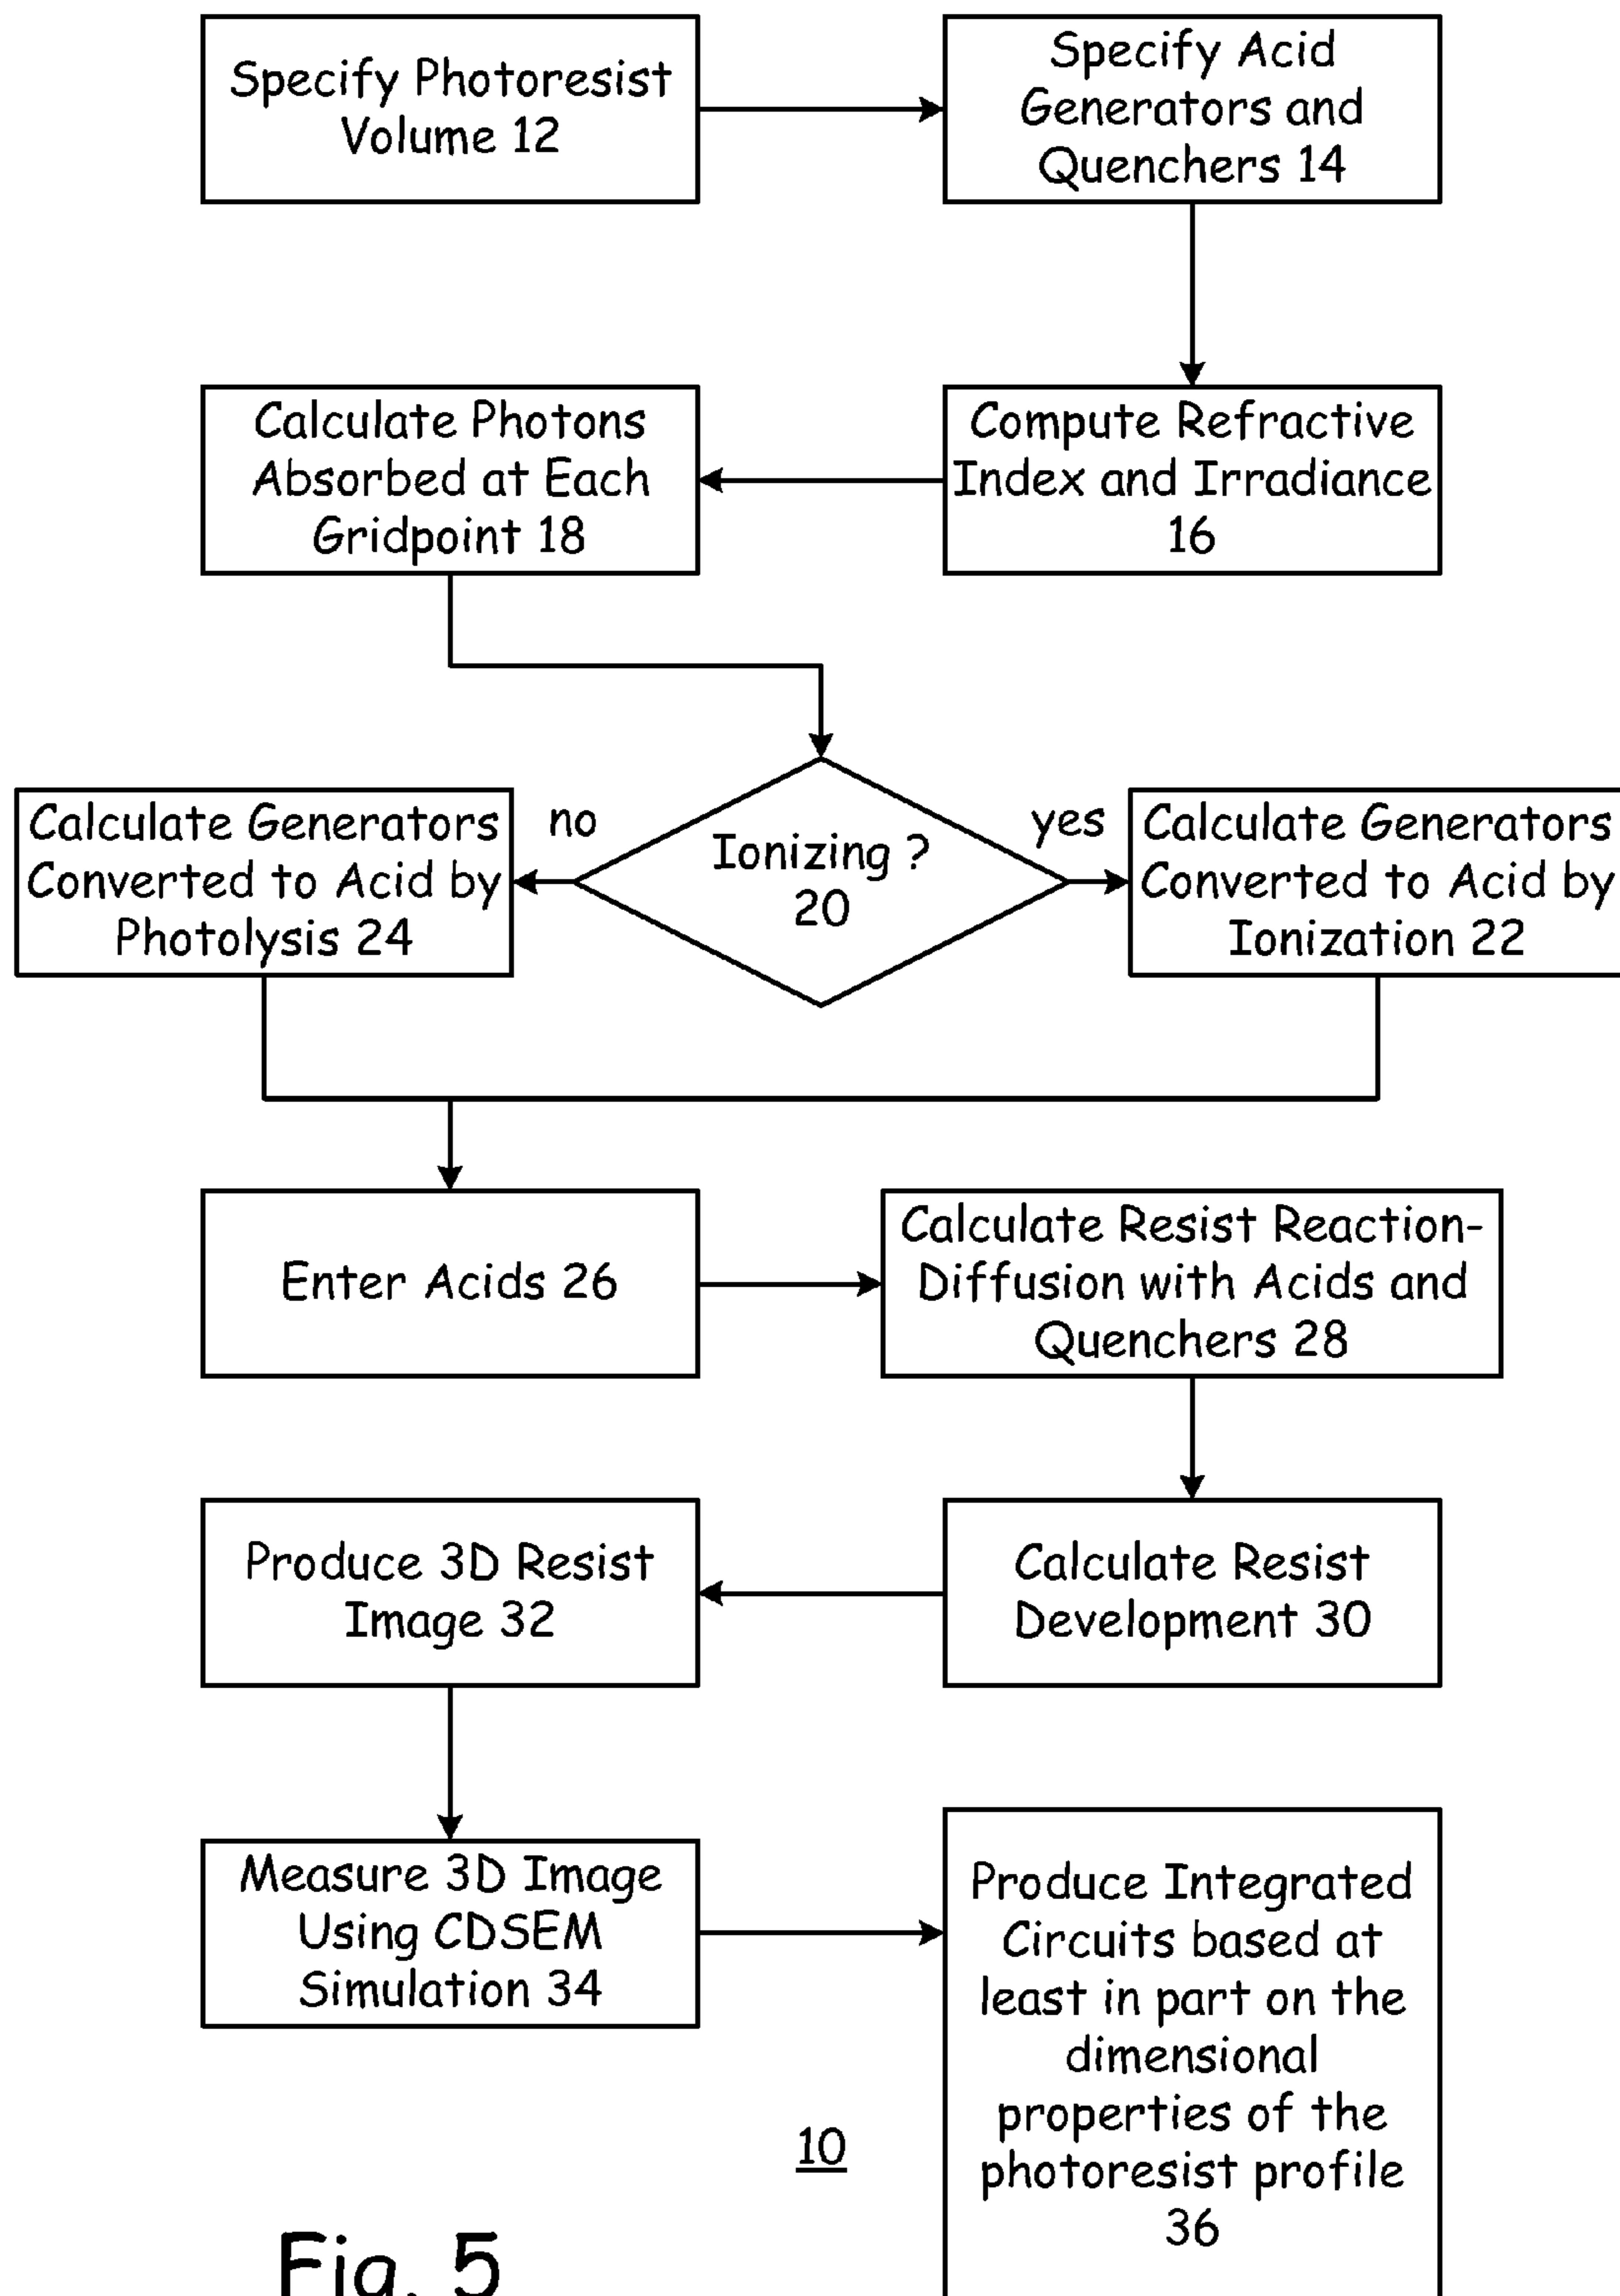 Specify Photoresist
Volume 12
Specify Acid
Generators and
Quenchers 14
Compute Refractive
Index and Irradiance
16
Calculate Photons
Absorbed at Each
Gridpoint 18
Ionizing ?
20
no
yes
Calculate Generators
Converted to Acid by
Photolysis 24
Calculate Generators
Converted to Acid by
Ionization 22
Enter Acids 26
Calculate Resist Reaction-
Diffusion with Acids and
Quenchers 28
Calculate Resist
Development 30
Produce 3D Resist
Image 32
Measure 3D Image
Using CDSEM
Simulation 34
Produce Integrated
Circuits based at
least in part on the
dimensional
properties of the
photoresist profile
36
10
Fig. 5